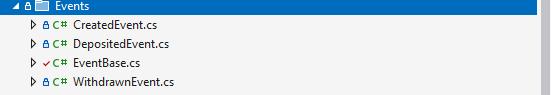 Events
C# CreatedEvent.cs
C# DepositedEvent.cs
C# EventBase.cs
C# WithdrawnEvent.cs